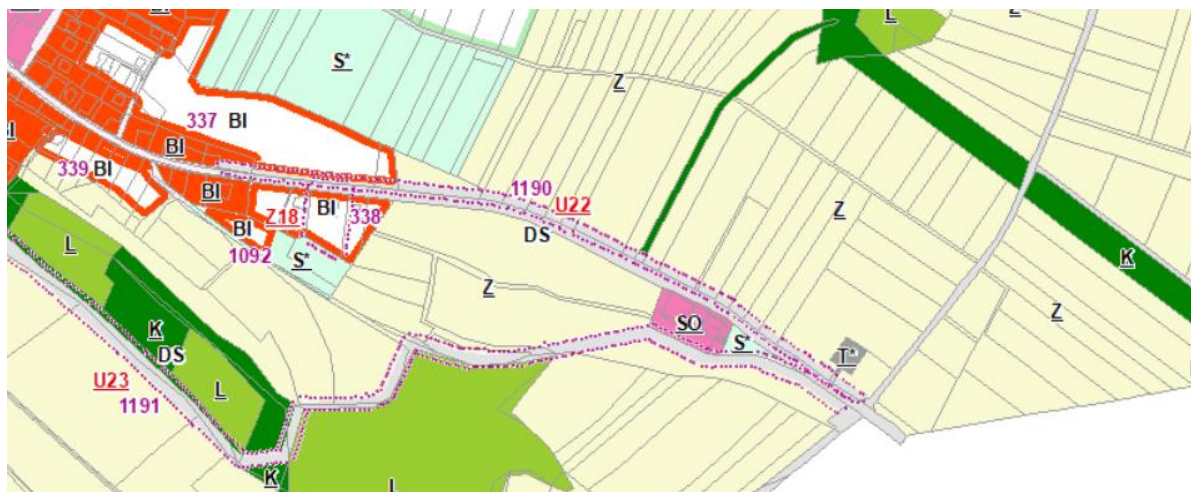 BI
L
Z
S*
Z
337 BI
BI
BI
339 BI
BI
BI
Z18
338
BI
1092
S*
1190
U22
DS
Z
Z
K
Z
L
K
DS
L
U23
1191
SO
S*
T*
K
L